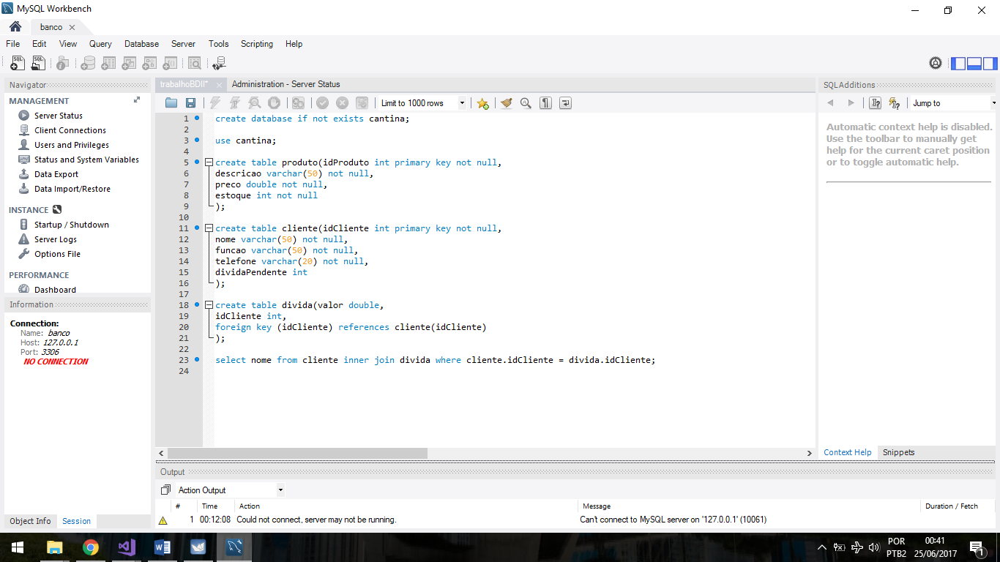 MySQL Workbench
banco
File Edit View Query Database Server Tools Scripting Help
Navigator
MANAGEMENT
Server Status
Client Connections
Users and Privileges
Status and System Variables
Data Export
Data Import/Restore
INSTANCE
Startup / Shutdown
Server Logs
Options File
PERFORMANCE
Dashboard
Information
Connection:
Name: banco
Host: 127.0.0.1
Port: 3306
NO CONNECTION
Object Info Session
trabalhoBDII* Administration - Server Status
Limit to 1000 rows
1 create database if not exists cantina;
2
3 use cantina;
4
5 create table produto(idProduto int primary key not null,
6 descricao varchar(50) not null,
7 preco double not null,
8 estoque int not null
9 );
10
11 create table cliente(idCliente int primary key not null,
12 nome varchar(50) not null,
13 funcao varchar(50) not null,
14 telefone varchar(20) not null,
15 dividaPendente int
16 );
17
18 create table divida(valor double,
19 idCliente int,
20 foreign key (idCliente) references cliente(idCliente)
21 );
22
23 select nome from cliente inner join divida where cliente.idCliente = divida.idCliente;
24
SQLAdditions
Jump to
Automatic context help is disabled.
Use the toolbar to manually get
help for the current caret position
or to toggle automatic help.
Context Help Snippets
Output
Action Output
# Time Action Message Duration / Fetch
1 00:12:08 Could not connect, server may not be running. Can't connect to MySQL server on '127.0.0.1' (10061)
POR
PTB2
00:41
25/06/2017
1